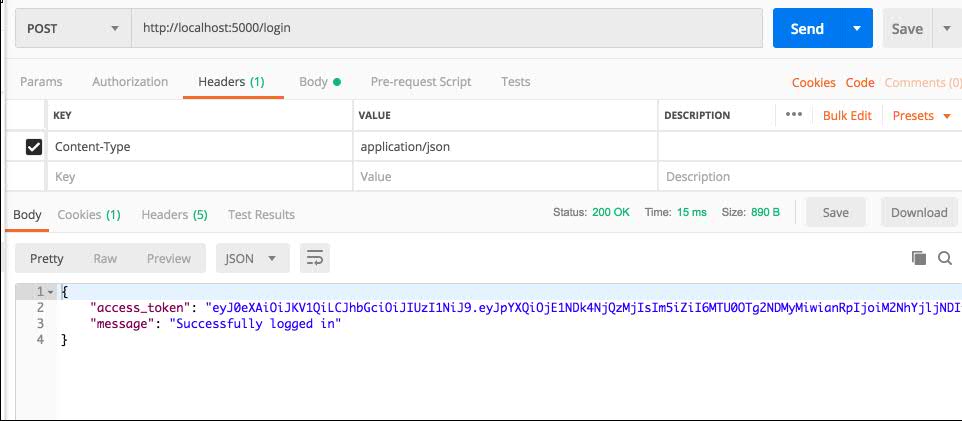 POST http://localhost:5000/login Send Save
Params Authorization Headers (1) Body Pre-request Script Tests Cookies Code Comments (0)
KEY VALUE DESCRIPTION ••• Bulk Edit Presets
Content-Type application/json
Key Value Description
Body Cookies (1) Headers (5) Test Results Status: 200 OK Time: 15 ms Size: 890 B Save Download
Pretty Raw Preview JSON
1 {
2 "access_token": "eyJ0eXAiOiJKV1QiLCJhbGciOiJIUzI1NiJ9.eyJpYXQiOjE1NDk4NjQzMjIsIm5iZiI6MTU0OTg2NDMyMiwianRpIjoiM2NhYjljNDI
3 "message": "Successfully logged in"
4 }